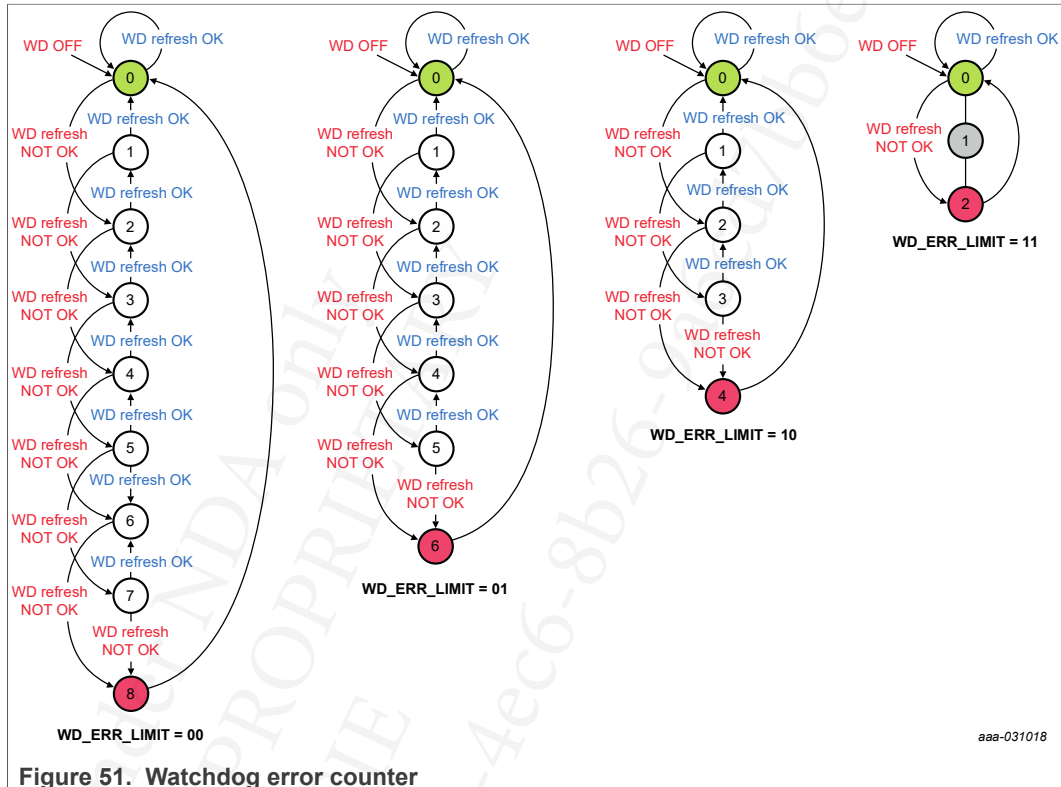 WD OFF
WD refresh OK
0
WD refresh OK
WD refresh
NOT OK
1
WD refresh OK
2
WD refresh
NOT OK
WD refresh OK
3
WD refresh
NOT OK
WD refresh OK
4
WD refresh
NOT OK
WD refresh OK
5
WD refresh
NOT OK
WD refresh OK
6
WD refresh
NOT OK
WD refresh OK
7
WD refresh
NOT OK
WD refresh
NOT OK
8
WD_ERR_LIMIT = 00
WD OFF
WD refresh OK
0
WD refresh OK
WD refresh
NOT OK
1
WD refresh OK
2
WD refresh
NOT OK
WD refresh OK
3
WD refresh
NOT OK
WD refresh OK
4
WD refresh OK
WD refresh
NOT OK
5
WD refresh
NOT OK
WD refresh
NOT OK
6
WD_ERR_LIMIT = 01
WD OFF
WD refresh OK
0
WD refresh OK
WD refresh
NOT OK
1
WD refresh OK
2
WD refresh
NOT OK
WD refresh OK
3
WD refresh
NOT OK
WD refresh
NOT OK
4
WD_ERR_LIMIT = 10
WD OFF
WD refresh OK
0
WD refresh
NOT OK
1
2
WD_ERR_LIMIT = 11
aaa-031018
Figure 51. Watchdog error counter
under NDA only
PROPRIETARY